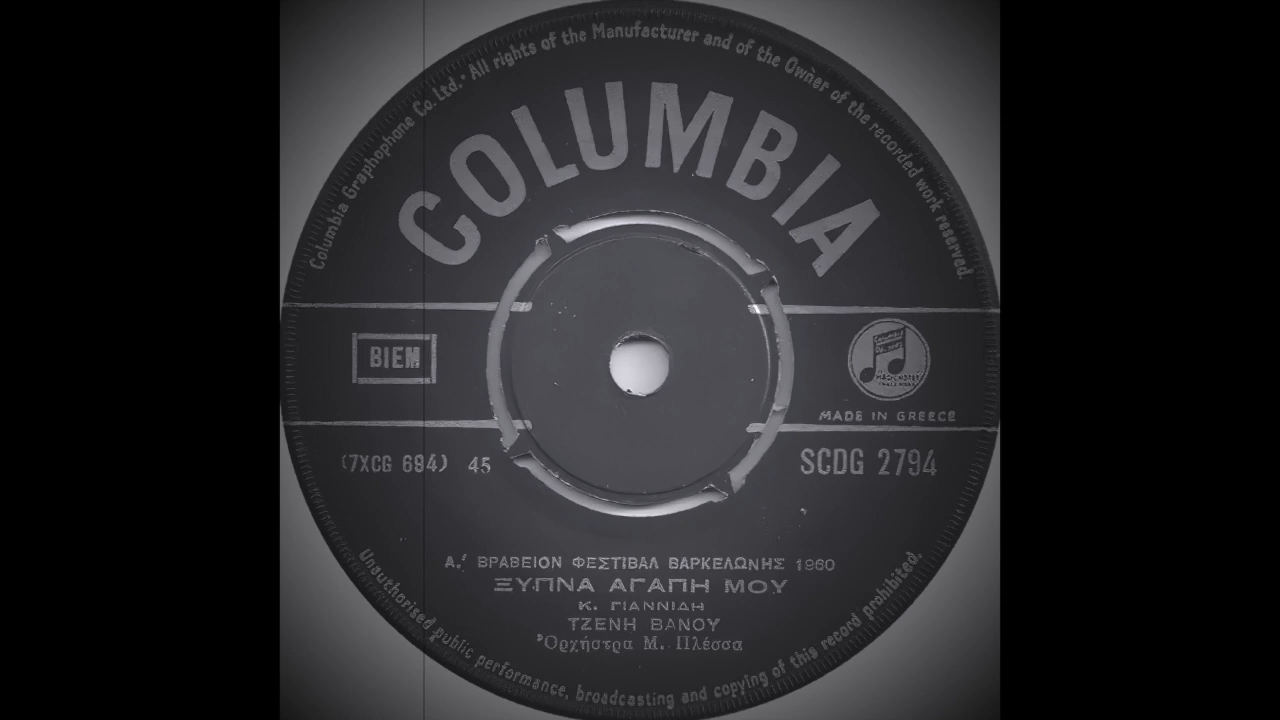 Columbia Graphophone Co. Ltd. · All rights of the Manufacturer and of the Owner of the recorded work reserved.
COLUMBIA
BIEM
MADE IN GREECE
(7XCG 694) 45
SCDG 2794
Α.′ ΒΡΑΒΕΙΟΝ ΦΕΣΤΙΒΑΛ ΒΑΡΚΕΛΩΝΗΣ 1960
ΞΥΠΝΑ ΑΓΑΠΗ ΜΟΥ
Κ. ΓΙΑΝΝΙΔΗ
ΤΖΕΝΗ ΒΑΝΟΥ
Ὀρχήστρα Μ. Πλέσσα
Unauthorised public performance, broadcasting and copying of this record prohibited.